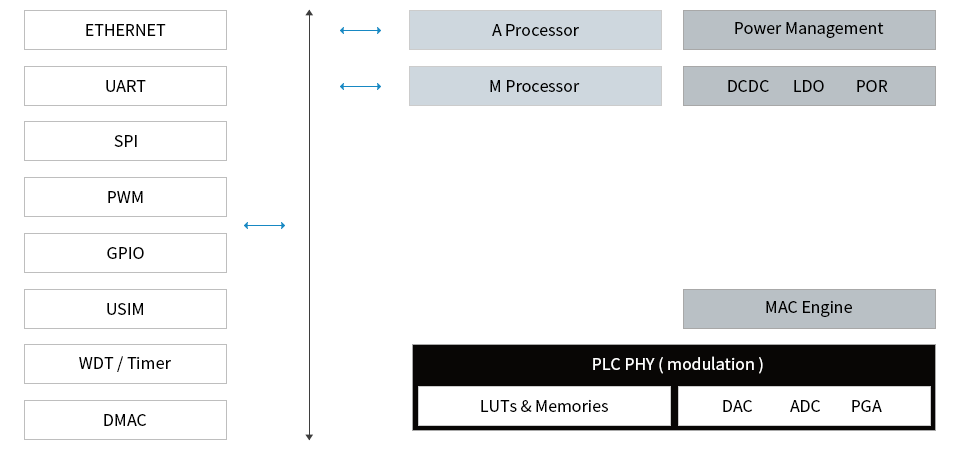 ETHERNET
A Processor
Power Management
UART
M Processor
DCDC LDO POR
SPI
PWM
GPIO
USIM
MAC Engine
WDT / Timer
PLC PHY ( modulation )
DMAC
LUTs & Memories
DAC ADC PGA